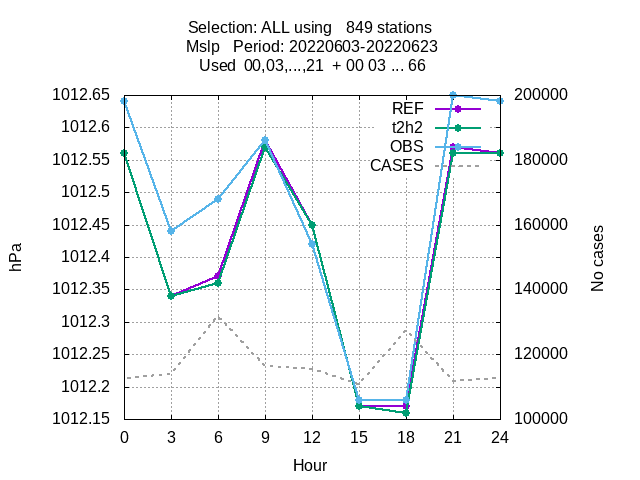 Selection: ALL using   849 stations
Mslp   Period: 20220603-20220623
Used  00,03,...,21  + 00 03 ... 66
1012.65
1012.6
1012.55
1012.5
1012.45
1012.4
1012.35
1012.3
1012.25
1012.2
1012.15
hPa
REF
t2h2
OBS
CASES
200000
180000
160000
140000
120000
100000
No cases
0 3 6 9 12 15 18 21 24
Hour